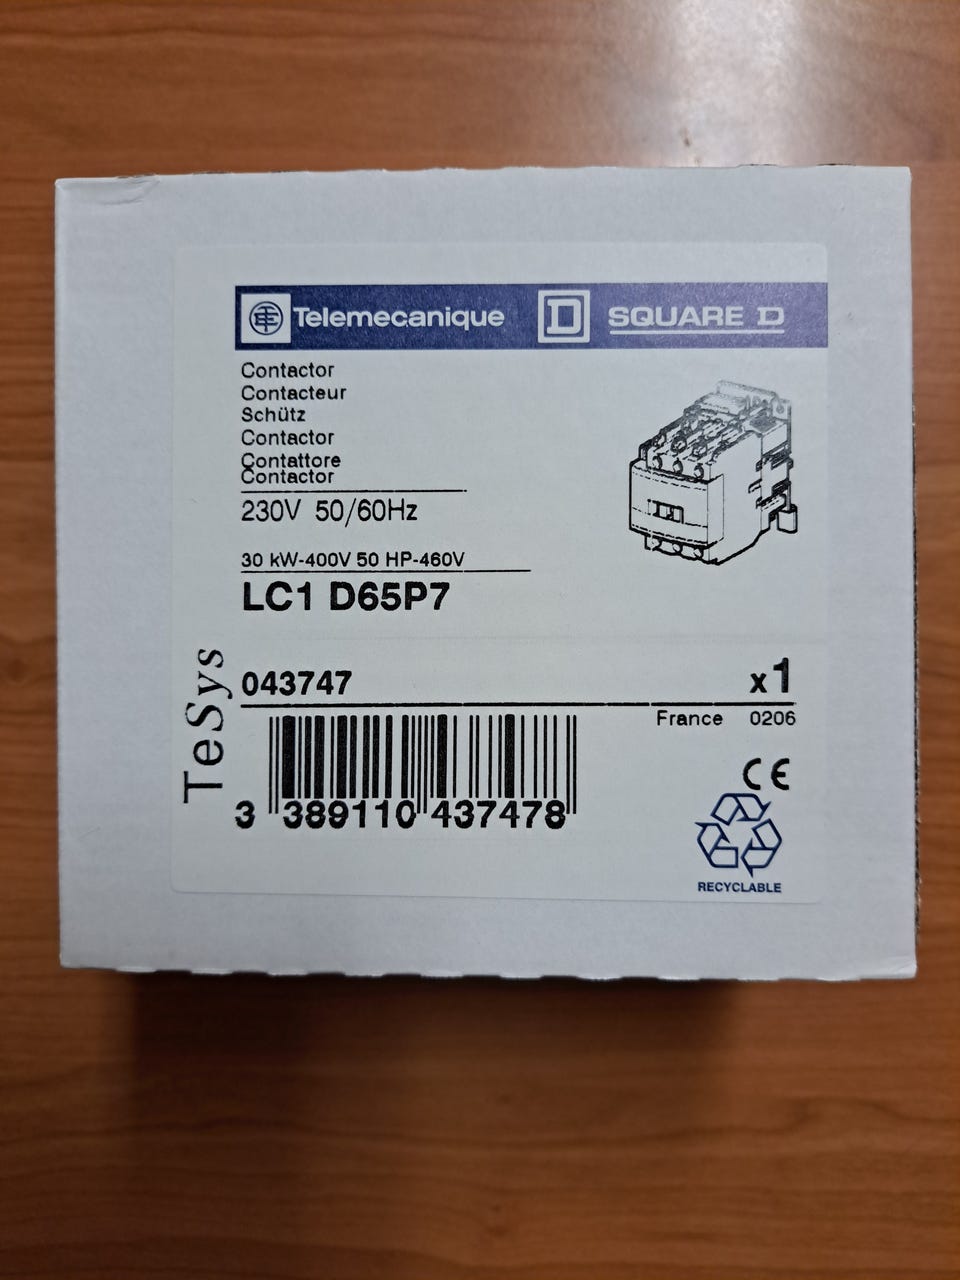 Telemecanique D SQUARE D
Contactor
Contacteur
Schütz
Contactor
Contattore
Contactor
230V 50/60Hz
30 kW-400V 50 HP-460V
LC1 D65P7
TeSys
043747 x1
France 0206
3 389110 437478
CE
RECYCLABLE